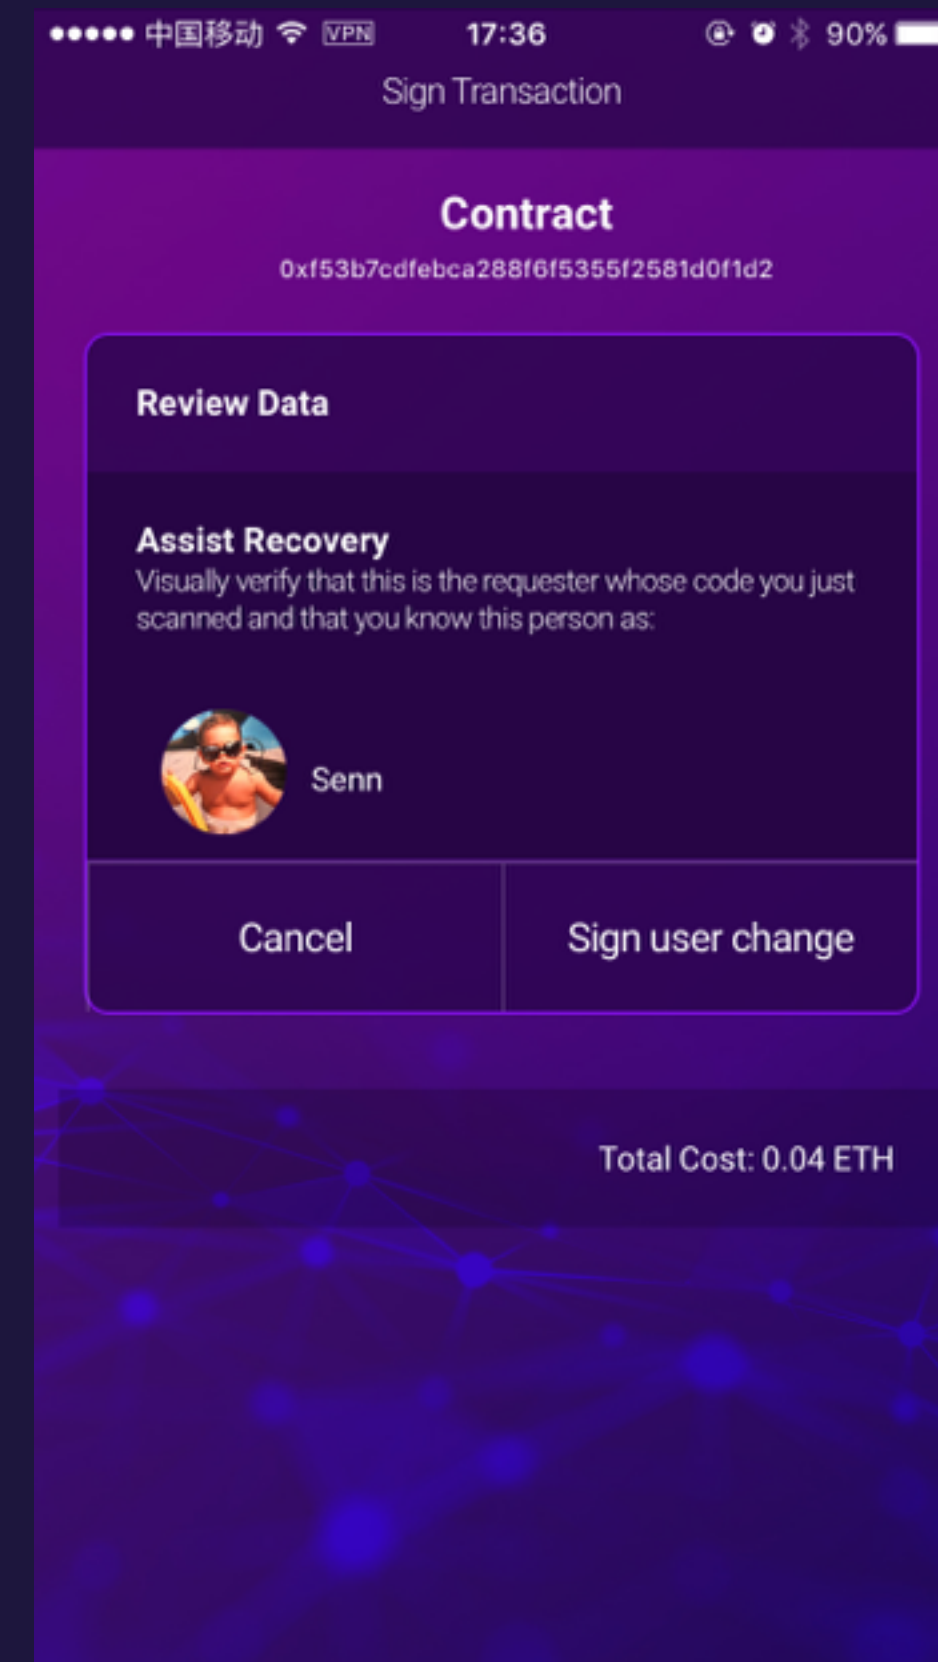 中国移动 VPN 17:36 90%
Sign Transaction
Contract
0xf53b7cdfebca288f6f5355f2581d0f1d2
Review Data
Assist Recovery
Visually verify that this is the requester whose code you just
scanned and that you know this person as:
Senn
Cancel Sign user change
Total Cost: 0.04 ETH